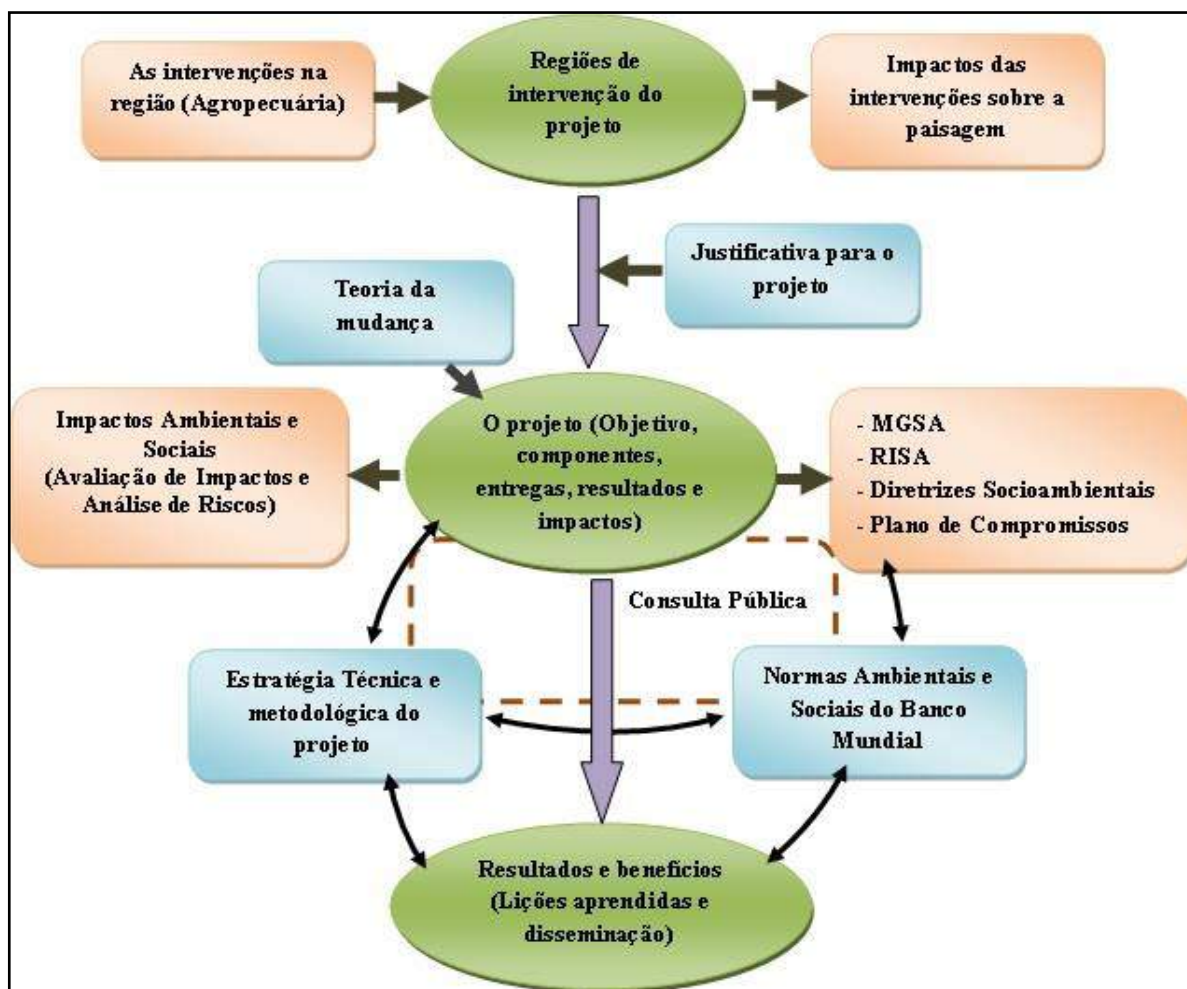 As intervenções na
região (Agropecuária)
Regiões de
intervenção do
projeto
Impactos das
intervenções sobre a
paisagem
Justificativa para o
projeto
Teoria da
mudança
Impactos Ambientais e
Sociais
(Avaliação de Impactos e
Análise de Riscos)
O projeto (Objetivo,
componentes,
entregas, resultados e
impactos)
- MGSA
- RISA
- Diretrizes Socioambientais
- Plano de Compromissos
Consulta Pública
Estratégia Técnica e
metodológica do
projeto
Normas Ambientais e
Sociais do Banco
Mundial
Resultados e benefícios
(Lições aprendidas e
disseminação)